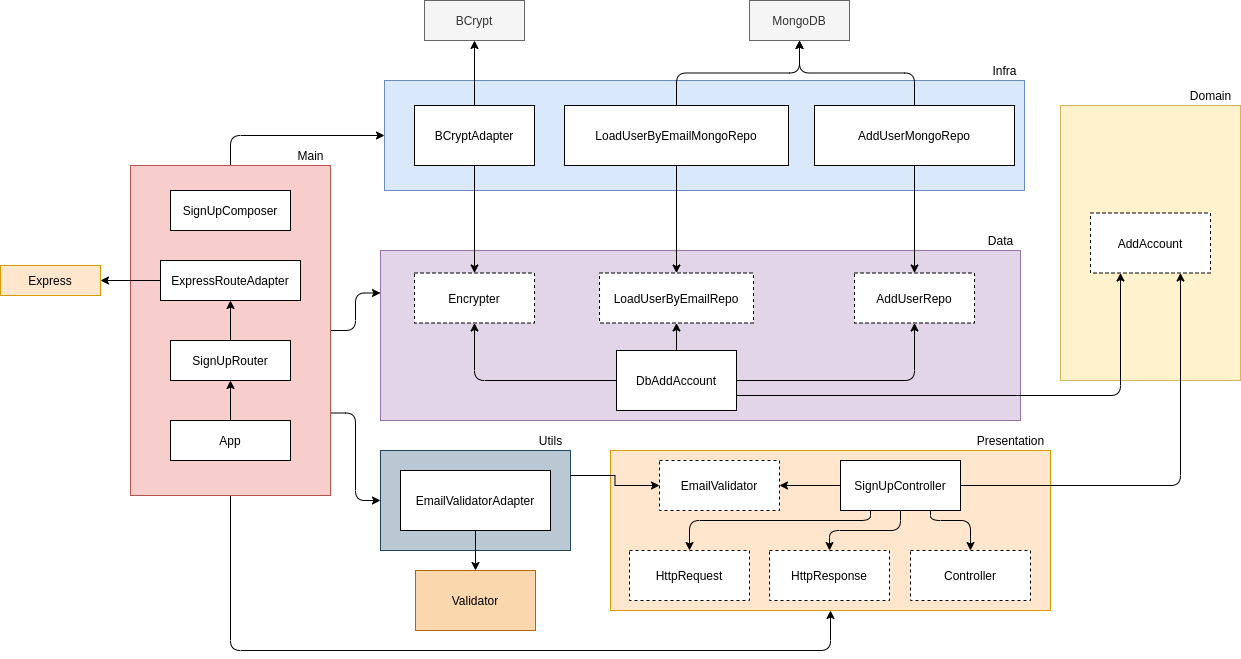 BCrypt
MongoDB
Infra
Domain
BCryptAdapter
LoadUserByEmailMongoRepo
AddUserMongoRepo
Main
SignUpComposer
ExpressRouteAdapter
Express
SignUpRouter
App
Data
AddAccount
Encrypter
LoadUserByEmailRepo
AddUserRepo
DbAddAccount
Utils
Presentation
EmailValidatorAdapter
EmailValidator
SignUpController
HttpRequest
HttpResponse
Controller
Validator